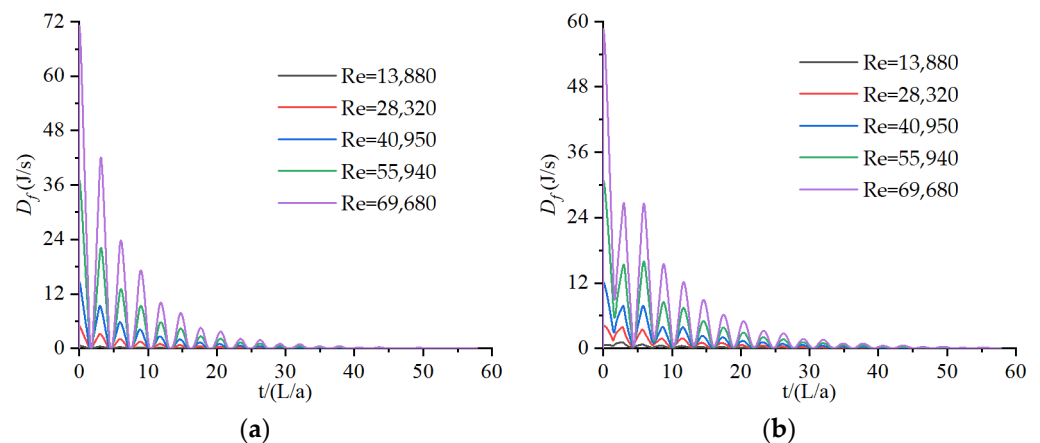 72
60
48
36
24
12
0
D_f (J/s)
Re=13,880
Re=28,320
Re=40,950
Re=55,940
Re=69,680
0 10 20 30 40 50 60
t/(L/a)
(a)
60
48
36
24
12
0
D_f (J/s)
Re=13,880
Re=28,320
Re=40,950
Re=55,940
Re=69,680
0 10 20 30 40 50 60
t/(L/a)
(b)